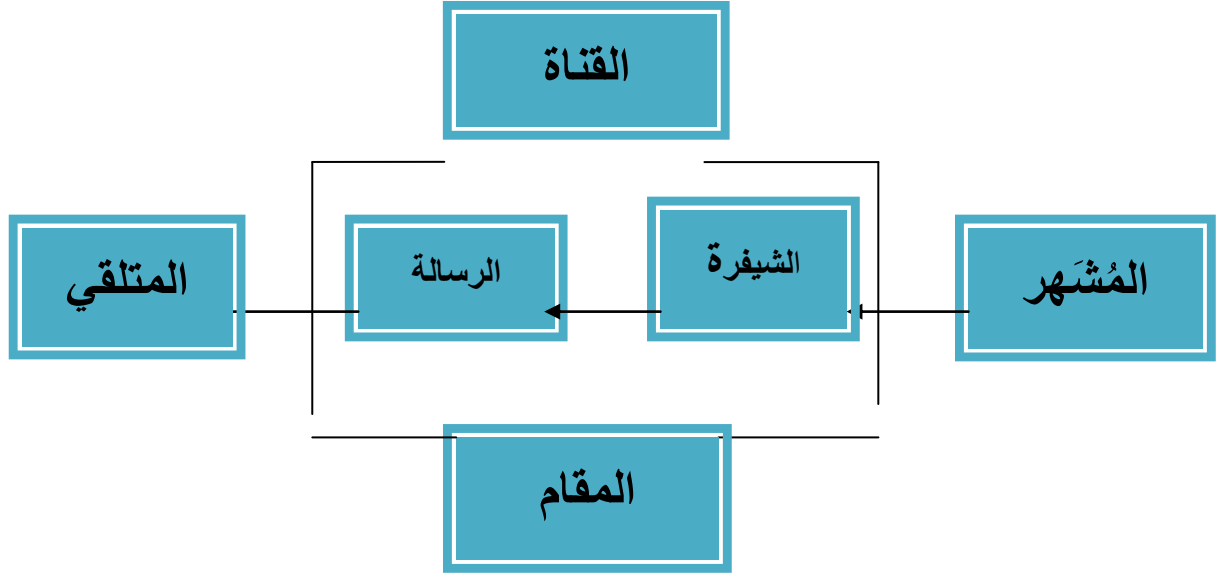 القناة
المُشَهر
الشيفرة
الرسالة
المتلقي
المقام